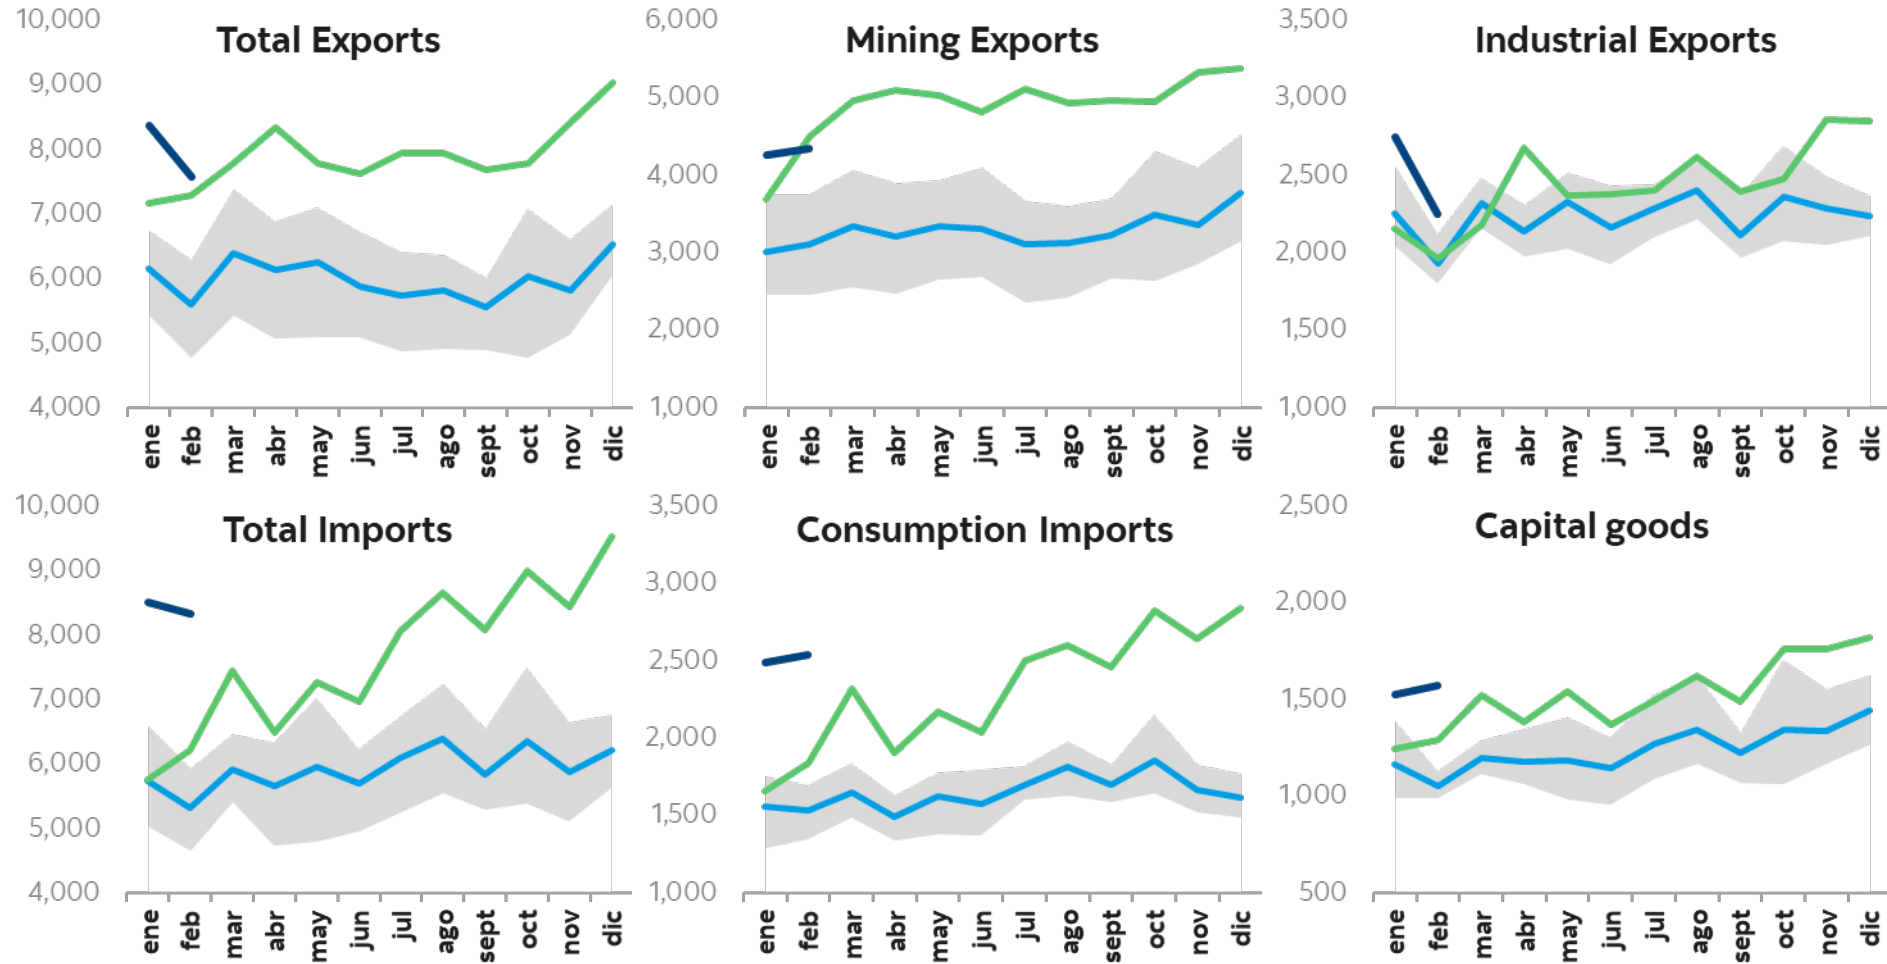 Total Exports
10,000
9,000
8,000
7,000
6,000
5,000
4,000
ene
feb
mar
abr
may
jun
jul
ago
sept
oct
nov
dic
Mining Exports
6,000
5,000
4,000
3,000
2,000
1,000
ene
feb
mar
abr
may
jun
jul
ago
sept
oct
nov
dic
Industrial Exports
3,500
3,000
2,500
2,000
1,500
1,000
ene
feb
mar
abr
may
jun
jul
ago
sept
oct
nov
dic
Total Imports
10,000
9,000
8,000
7,000
6,000
5,000
4,000
ene
feb
mar
abr
may
jun
jul
ago
sept
oct
nov
dic
Consumption Imports
3,500
3,000
2,500
2,000
1,500
1,000
ene
feb
mar
abr
may
jun
jul
ago
sept
oct
nov
dic
Capital goods
2,500
2,000
1,500
1,000
500
ene
feb
mar
abr
may
jun
jul
ago
sept
oct
nov
dic